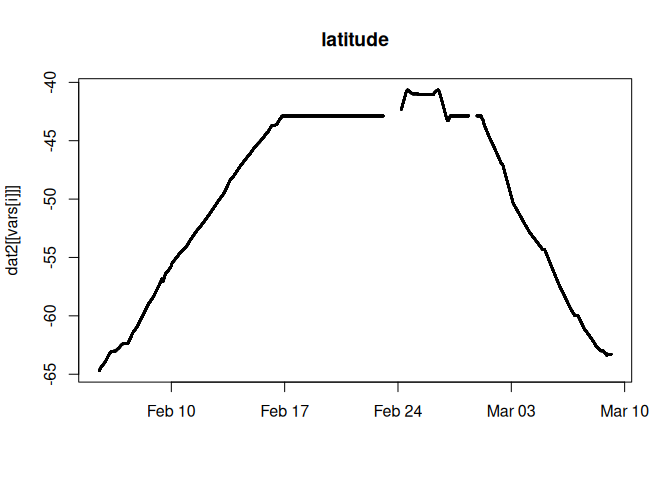 latitude
dat2[[vars[i]]]
-40
-45
-50
-55
-60
-65
Feb 10
Feb 17
Feb 24
Mar 03
Mar 10